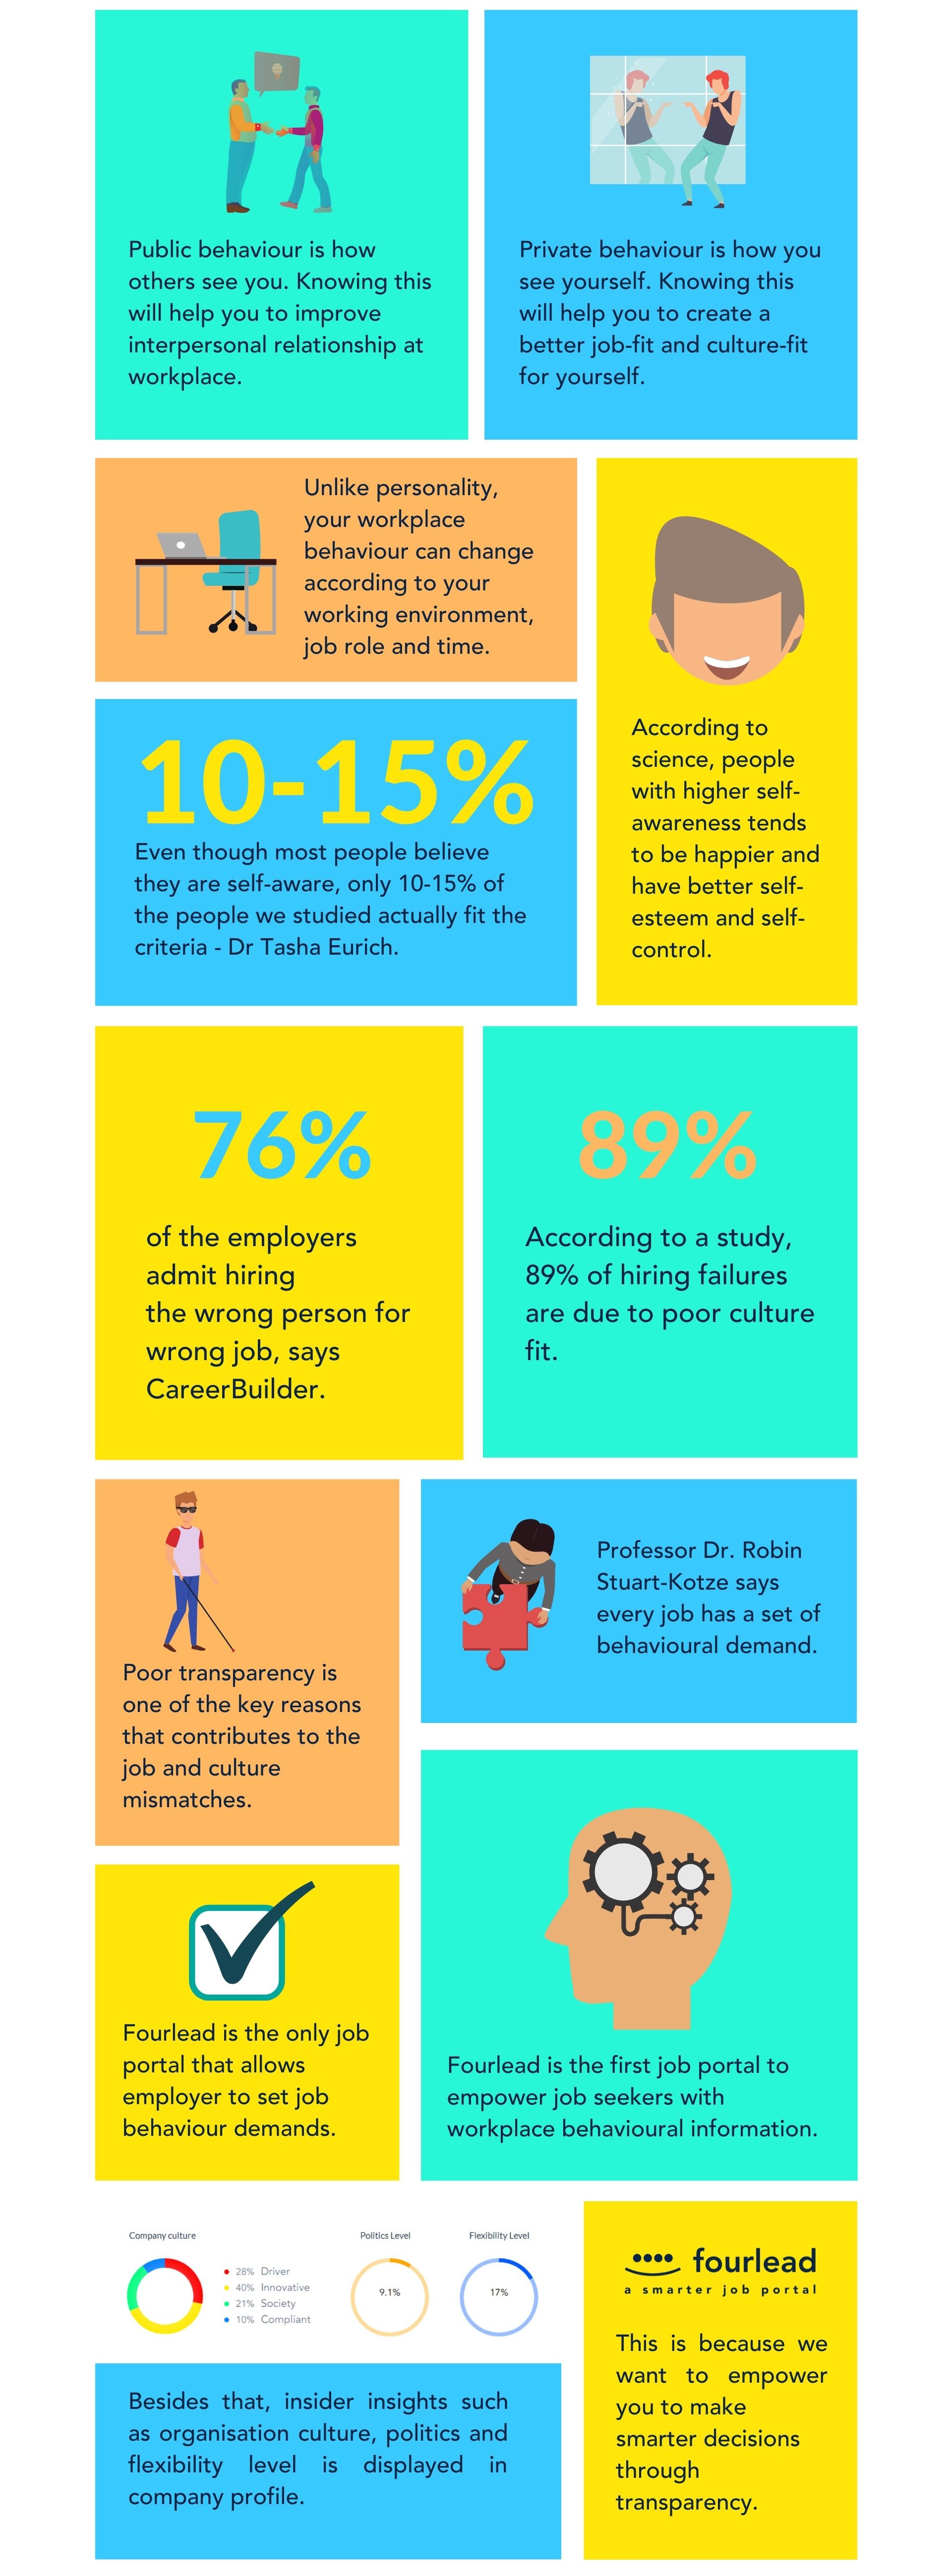 Public behaviour is how
others see you. Knowing this
will help you to improve
interpersonal relationship at
workplace.
Private behaviour is how you
see yourself. Knowing this
will help you to create a
better job-fit and culture-fit
for yourself.
Unlike personality,
your workplace
behaviour can change
according to your
working environment,
job role and time.
According to
science, people
with higher self-
awareness tends
to be happier and
have better self-
esteem and self-
control.
10-15%
Even though most people believe
they are self-aware, only 10-15% of
the people we studied actually fit the
criteria - Dr Tasha Eurich.
76%
of the employers
admit hiring
the wrong person for
wrong job, says
CareerBuilder.
89%
According to a study,
89% of hiring failures
are due to poor culture
fit.
Poor transparency is
one of the key reasons
that contributes to the
job and culture
mismatches.
Professor Dr. Robin
Stuart-Kotze says
every job has a set of
behavioural demand.
Fourlead is the only job
portal that allows
employer to set job
behaviour demands.
Fourlead is the first job portal to
empower job seekers with
workplace behavioural information.
Company culture
28% Driver
40% Innovative
21% Society
10% Compliant
Politics Level
9.1%
Flexibility Level
17%
Besides that, insider insights such
as organisation culture, politics and
flexibility level is displayed in
company profile.
fourlead
a smarter job portal
This is because we
want to empower
you to make
smarter decisions
through
transparency.